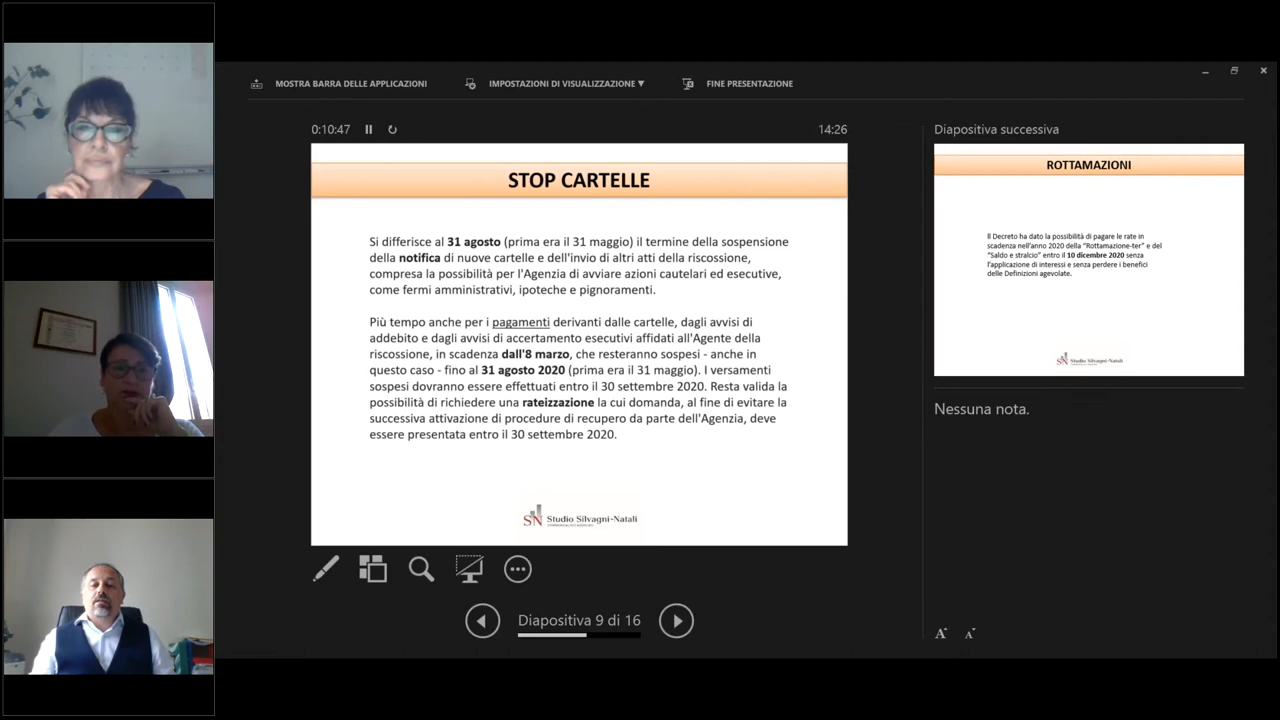 MOSTRA BARRA DELLE APPLICAZIONI
IMPOSTAZIONI DI VISUALIZZAZIONE ▼
FINE PRESENTAZIONE
0:10:47
14:26
STOP CARTELLE
Si differisce al 31 agosto (prima era il 31 maggio) il termine della sospensione
della notifica di nuove cartelle e dell'invio di altri atti della riscossione,
compresa la possibilità per l'Agenzia di avviare azioni cautelari ed esecutive,
come fermi amministrativi, ipoteche e pignoramenti.
Più tempo anche per i pagamenti derivanti dalle cartelle, dagli avvisi di
addebito e dagli avvisi di accertamento esecutivi affidati all'Agente della
riscossione, in scadenza dall'8 marzo, che resteranno sospesi - anche in
questo caso - fino al 31 agosto 2020 (prima era il 31 maggio). I versamenti
sospesi dovranno essere effettuati entro il 30 settembre 2020. Resta valida la
possibilità di richiedere una rateizzazione la cui domanda, al fine di evitare la
successiva attivazione di procedure di recupero da parte dell'Agenzia, deve
essere presentata entro il 30 settembre 2020.
SN Studio Silvagni-Natali
Diapositiva 9 di 16
Diapositiva successiva
ROTTAMAZIONI
Il Decreto ha dato la possibilità di pagare le rate in
scadenza nell'anno 2020 della "Rottamazione-ter" e del
"Saldo e stralcio" entro il 10 dicembre 2020 senza
l'applicazione di interessi e senza perdere i benefici
delle Definizioni agevolate.
SN Studio Silvagni-Natali
Nessuna nota.
A A